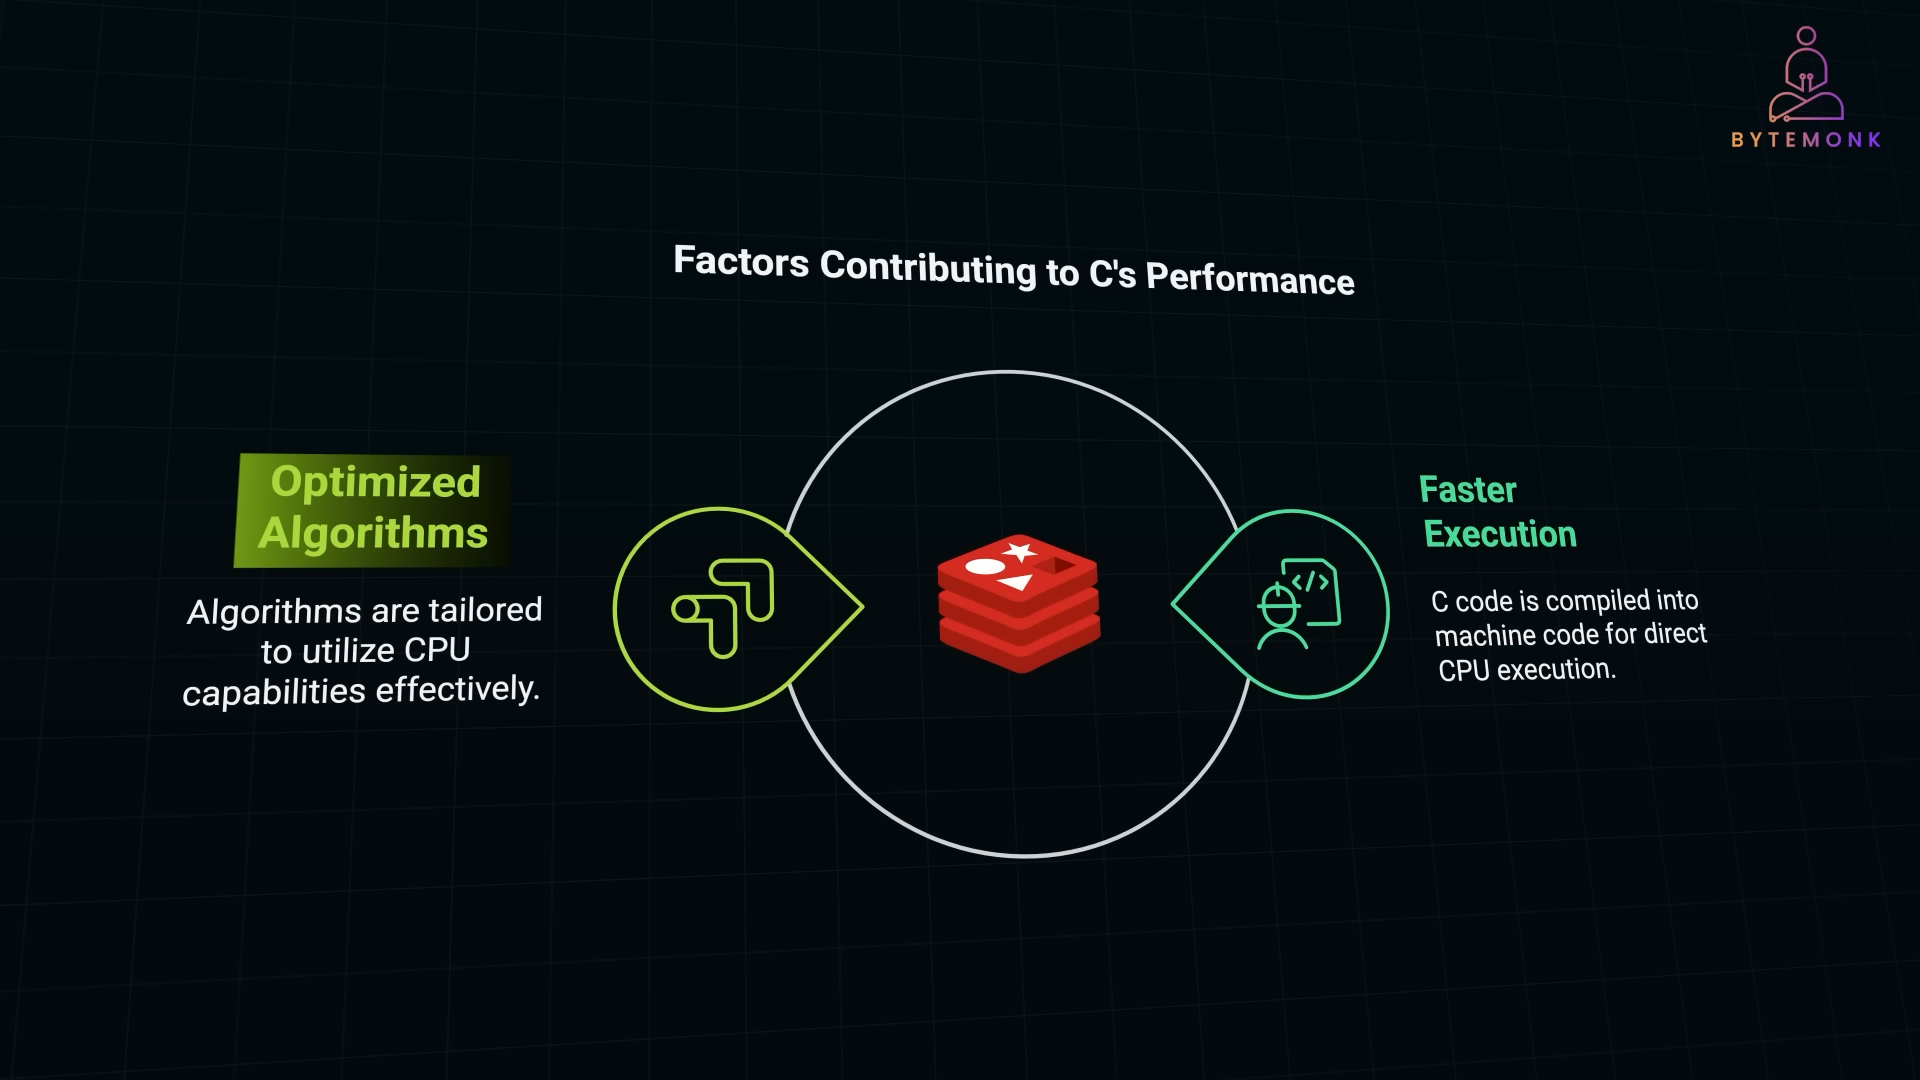 BYTEMONK
Factors Contributing to C's Performance
Optimized
Algorithms
Algorithms are tailored
to utilize CPU
capabilities effectively.
Faster
Execution
C code is compiled into
machine code for direct
CPU execution.